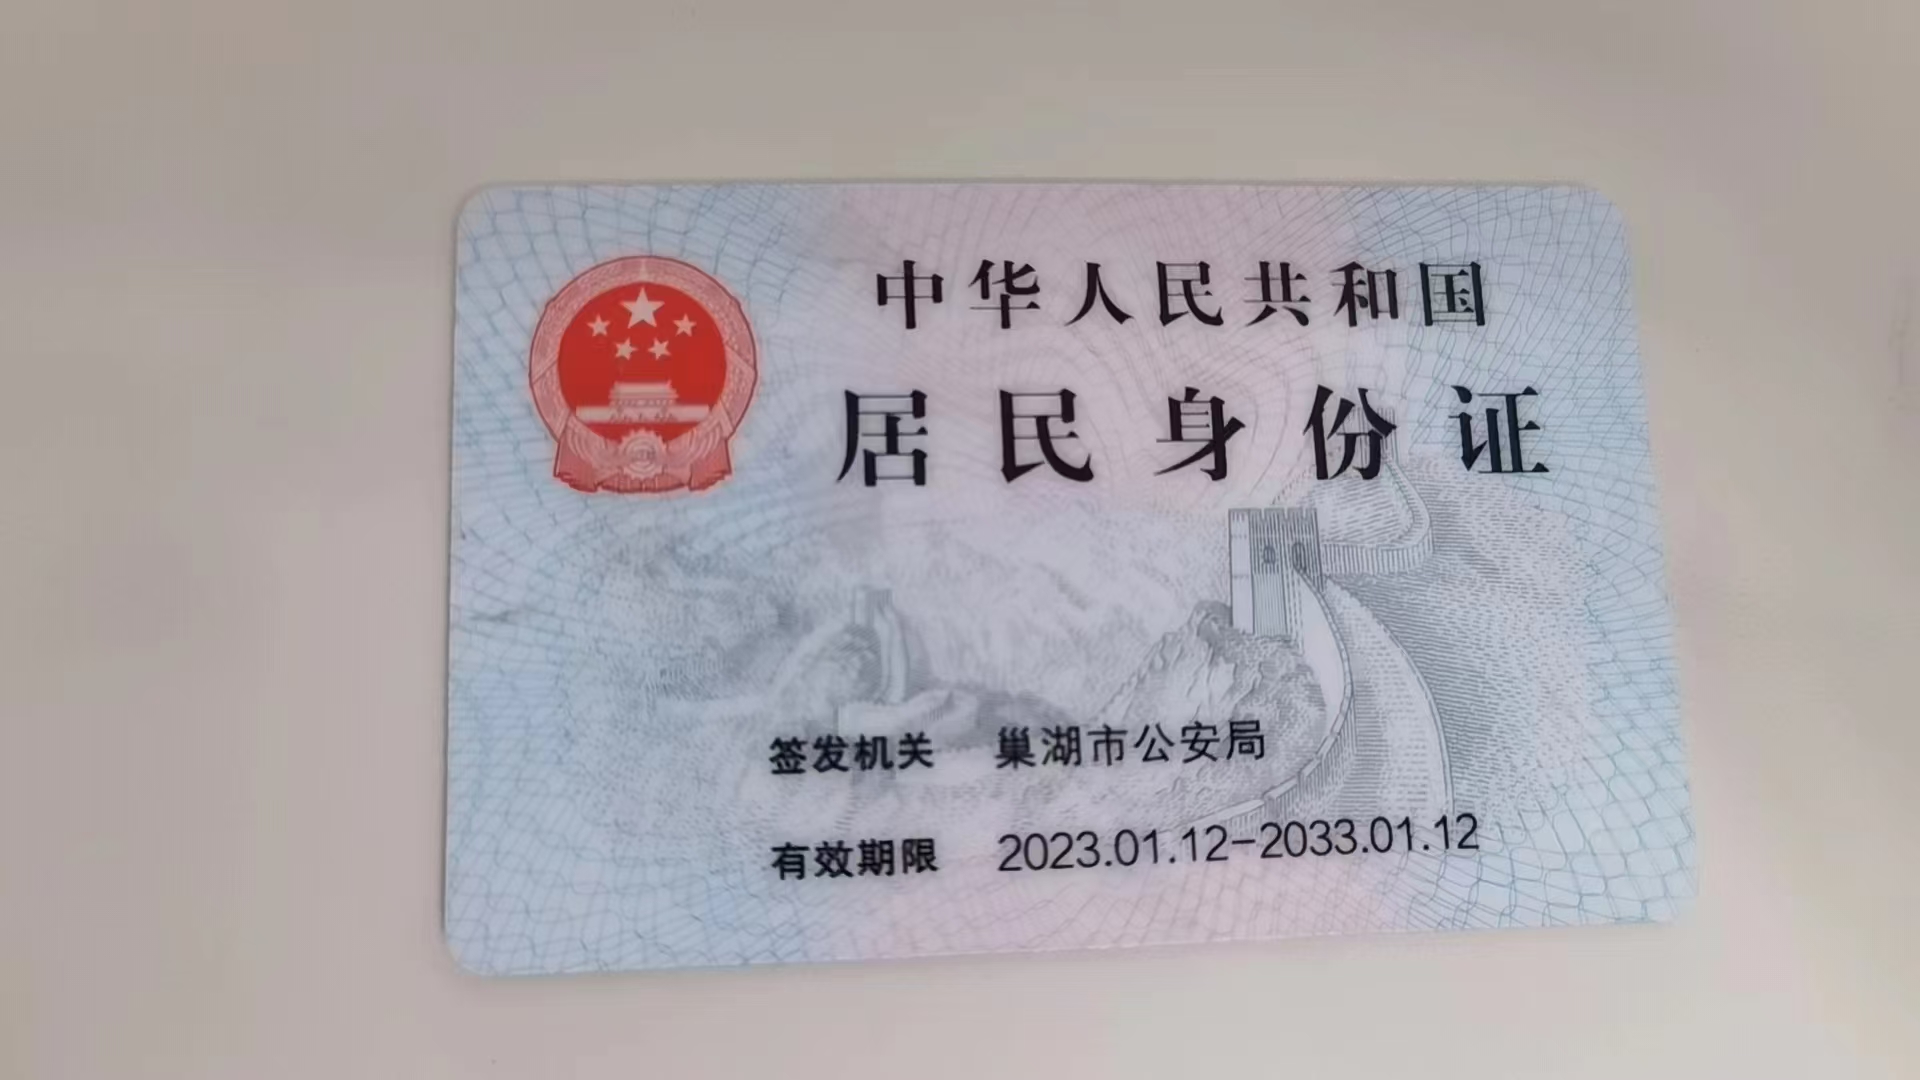 中华人民共和国
居民身份证
签发机关 巢湖市公安局
有效期限 2023.01.12-2033.01.12